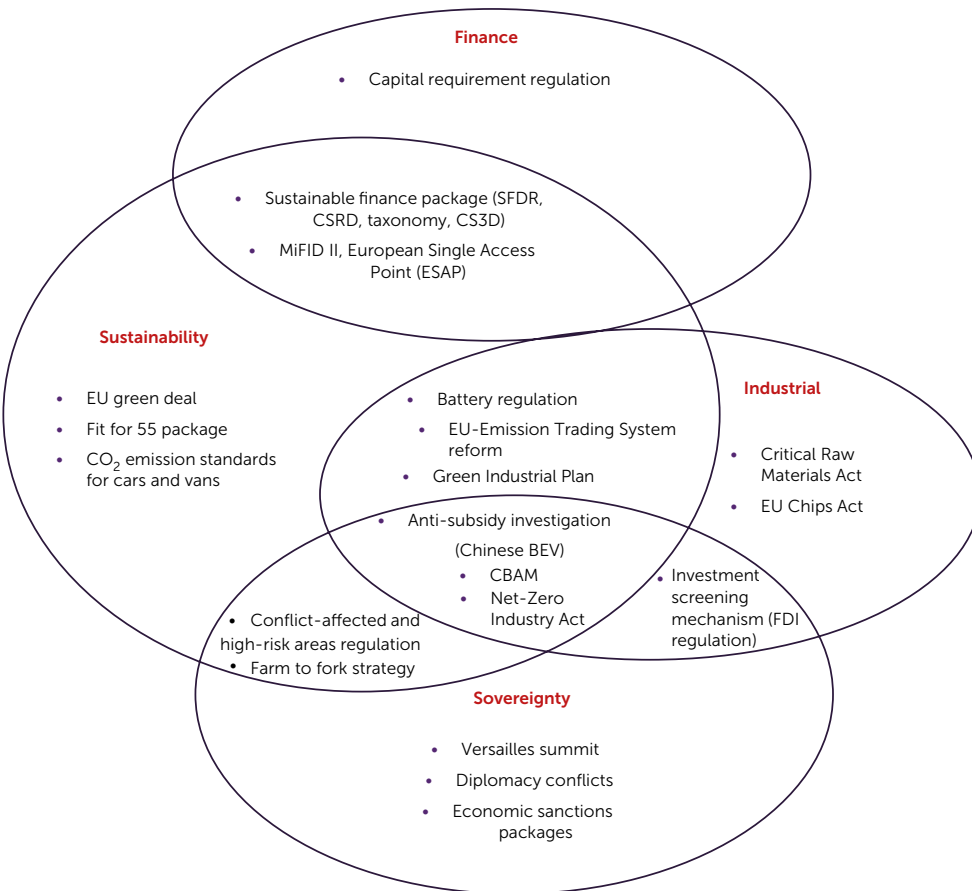 Finance
• Capital requirement regulation
• Sustainable finance package (SFDR,
CSRD, taxonomy, CS3D)
• MiFID II, European Single Access
Point (ESAP)
Sustainability
• EU green deal
• Fit for 55 package
• CO2 emission standards
for cars and vans
• Battery regulation
• EU-Emission Trading System
reform
• Green Industrial Plan
Industrial
• Critical Raw
Materials Act
• EU Chips Act
• Anti-subsidy investigation
(Chinese BEV)
• CBAM
• Net-Zero
Industry Act
• Investment
screening
mechanism (FDI
regulation)
• Conflict-affected and
high-risk areas regulation
• Farm to fork strategy
Sovereignty
• Versailles summit
• Diplomacy conflicts
• Economic sanctions
packages